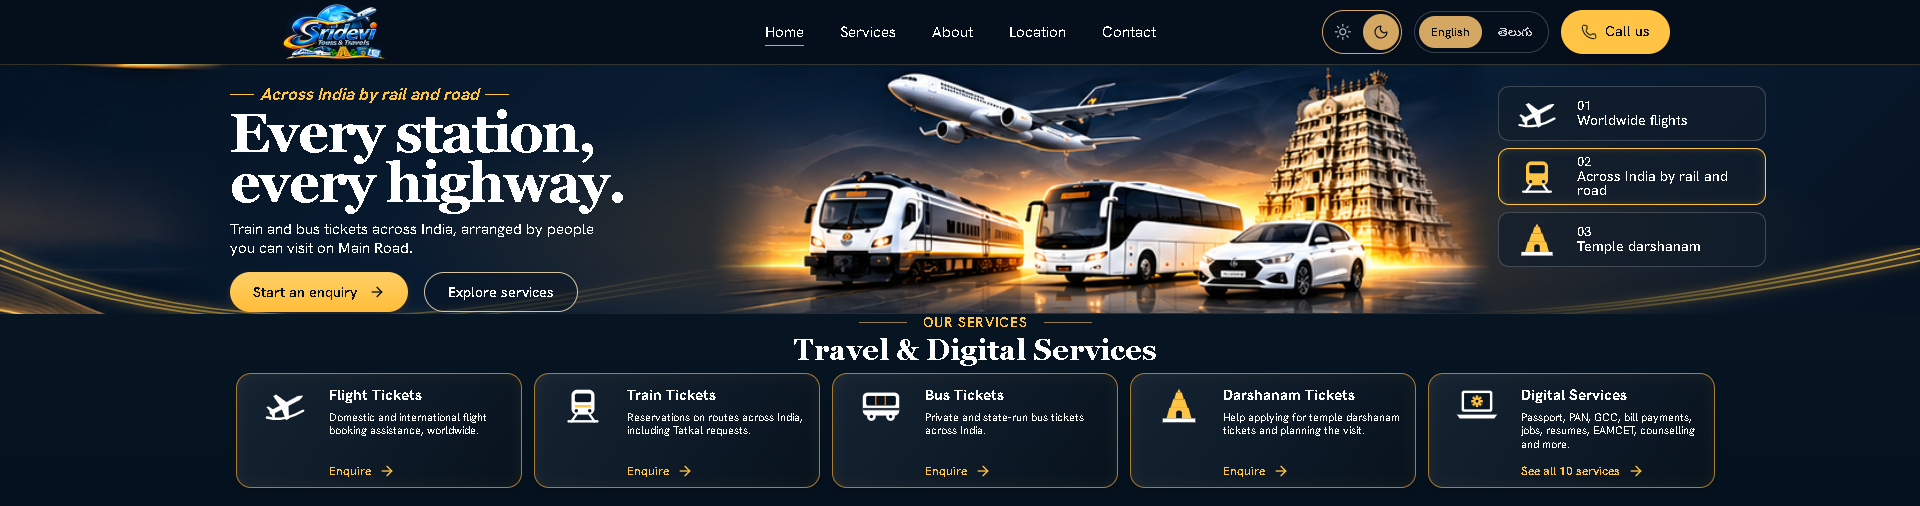 Sridevi
Tours & Travels
Home
Services
About
Location
Contact
English
తెలుగు
Call us
Across India by rail and road
Every station,
every highway.
Train and bus tickets across India, arranged by people
you can visit on Main Road.
Start an enquiry
Explore services
01
Worldwide flights
02
Across India by rail and
road
03
Temple darshanam
OUR SERVICES
Travel & Digital Services
Flight Tickets
Domestic and international flight
booking assistance, worldwide.
Enquire
Train Tickets
Reservations on routes across India,
including Tatkal requests.
Enquire
Bus Tickets
Private and state-run bus tickets
across India.
Enquire
Darshanam Tickets
Help applying for temple darshanam
tickets and planning the visit.
Enquire
Digital Services
Passport, PAN, GCC, bill payments,
jobs, resumes, EAMCET, counselling
and more.
See all 10 services